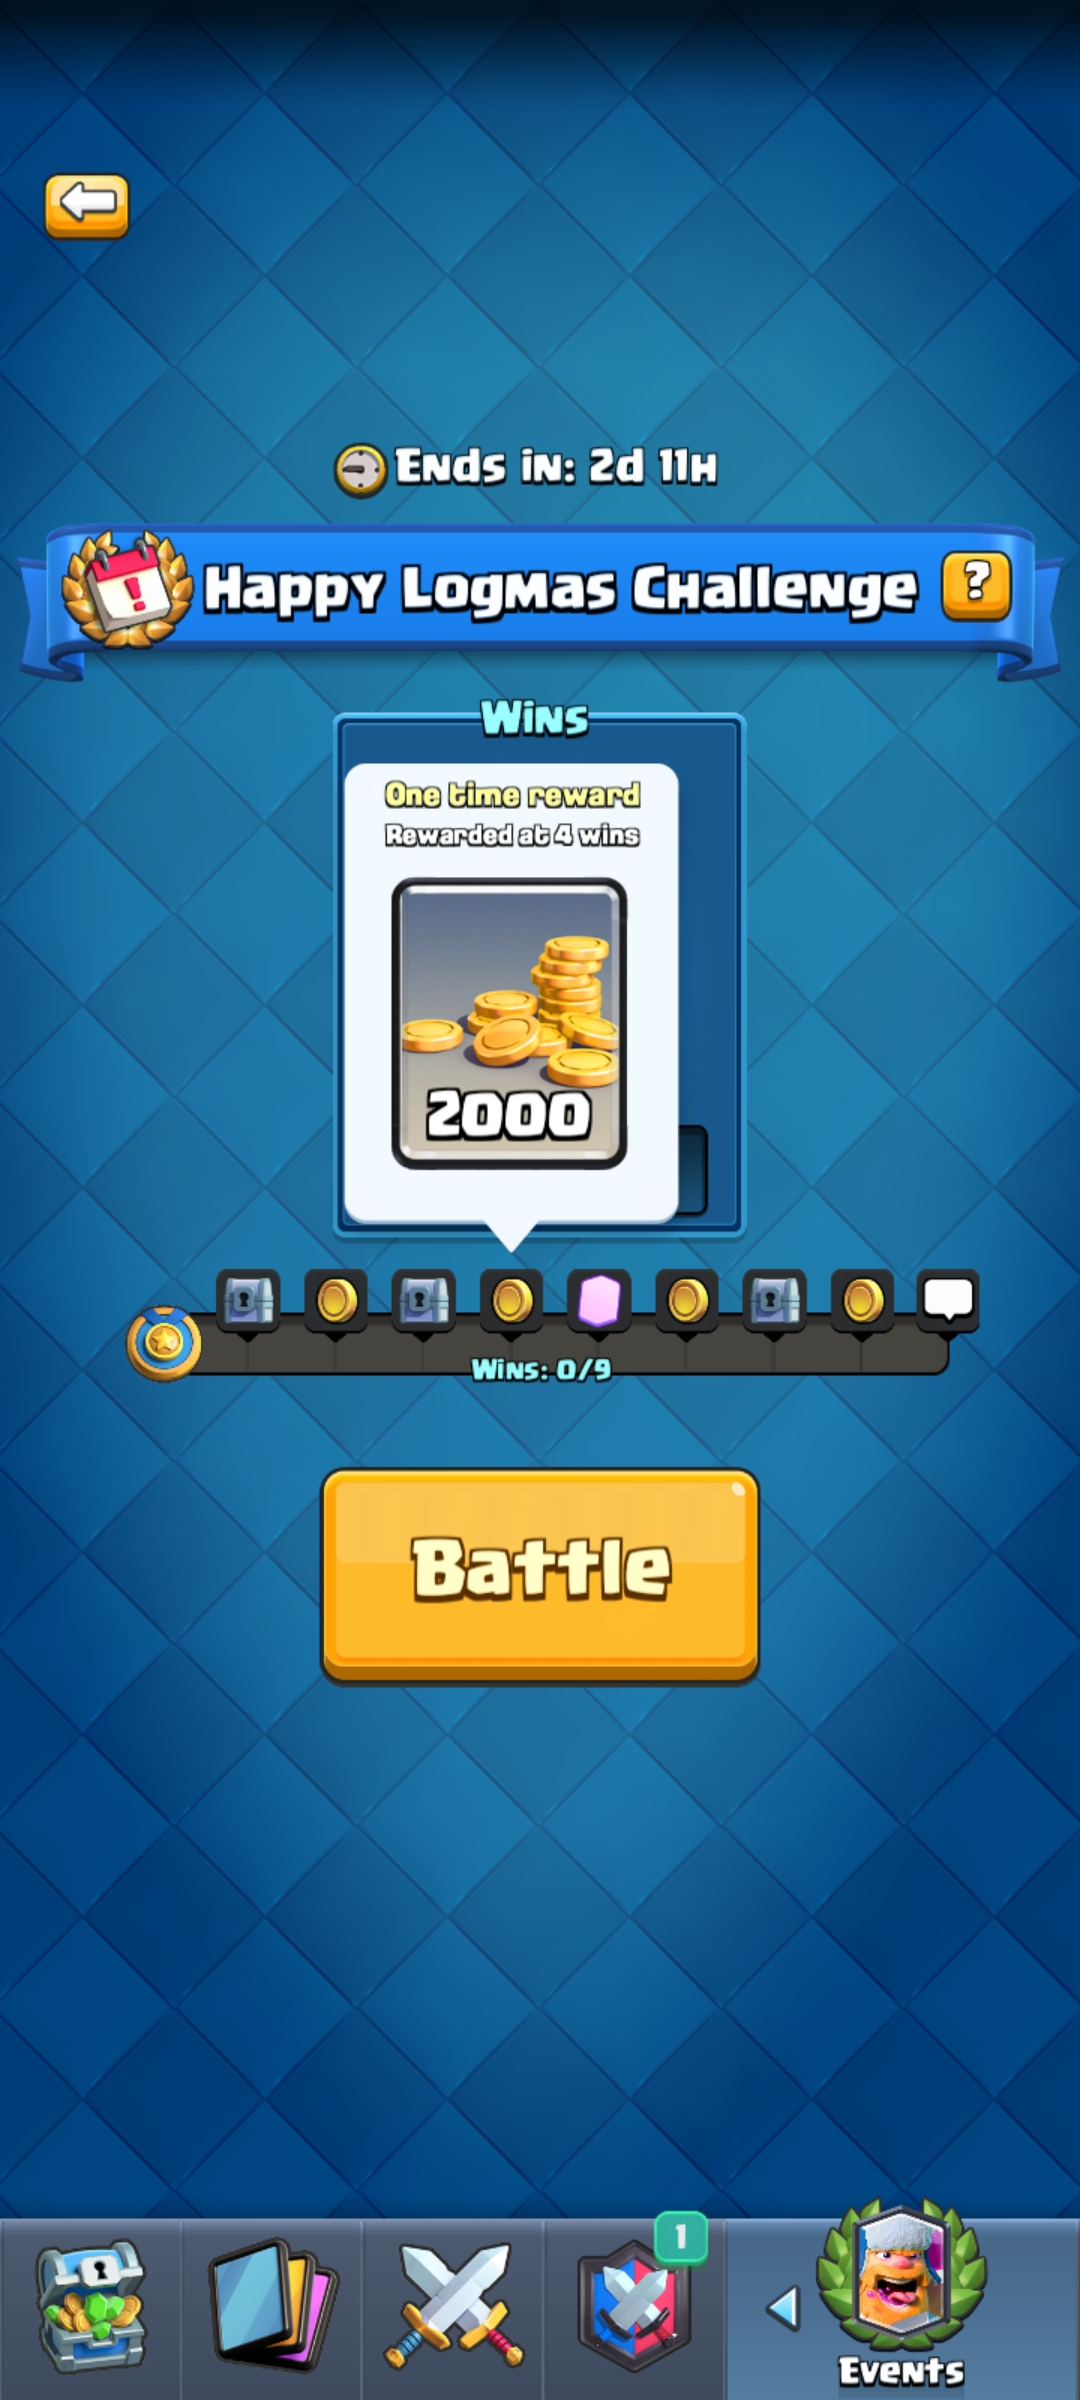 Ends in: 2d 11h
Happy Logmas Challenge
?
Wins
One time reward
Rewarded at 4 wins
2000
Wins: 0/9
Battle
1
Events